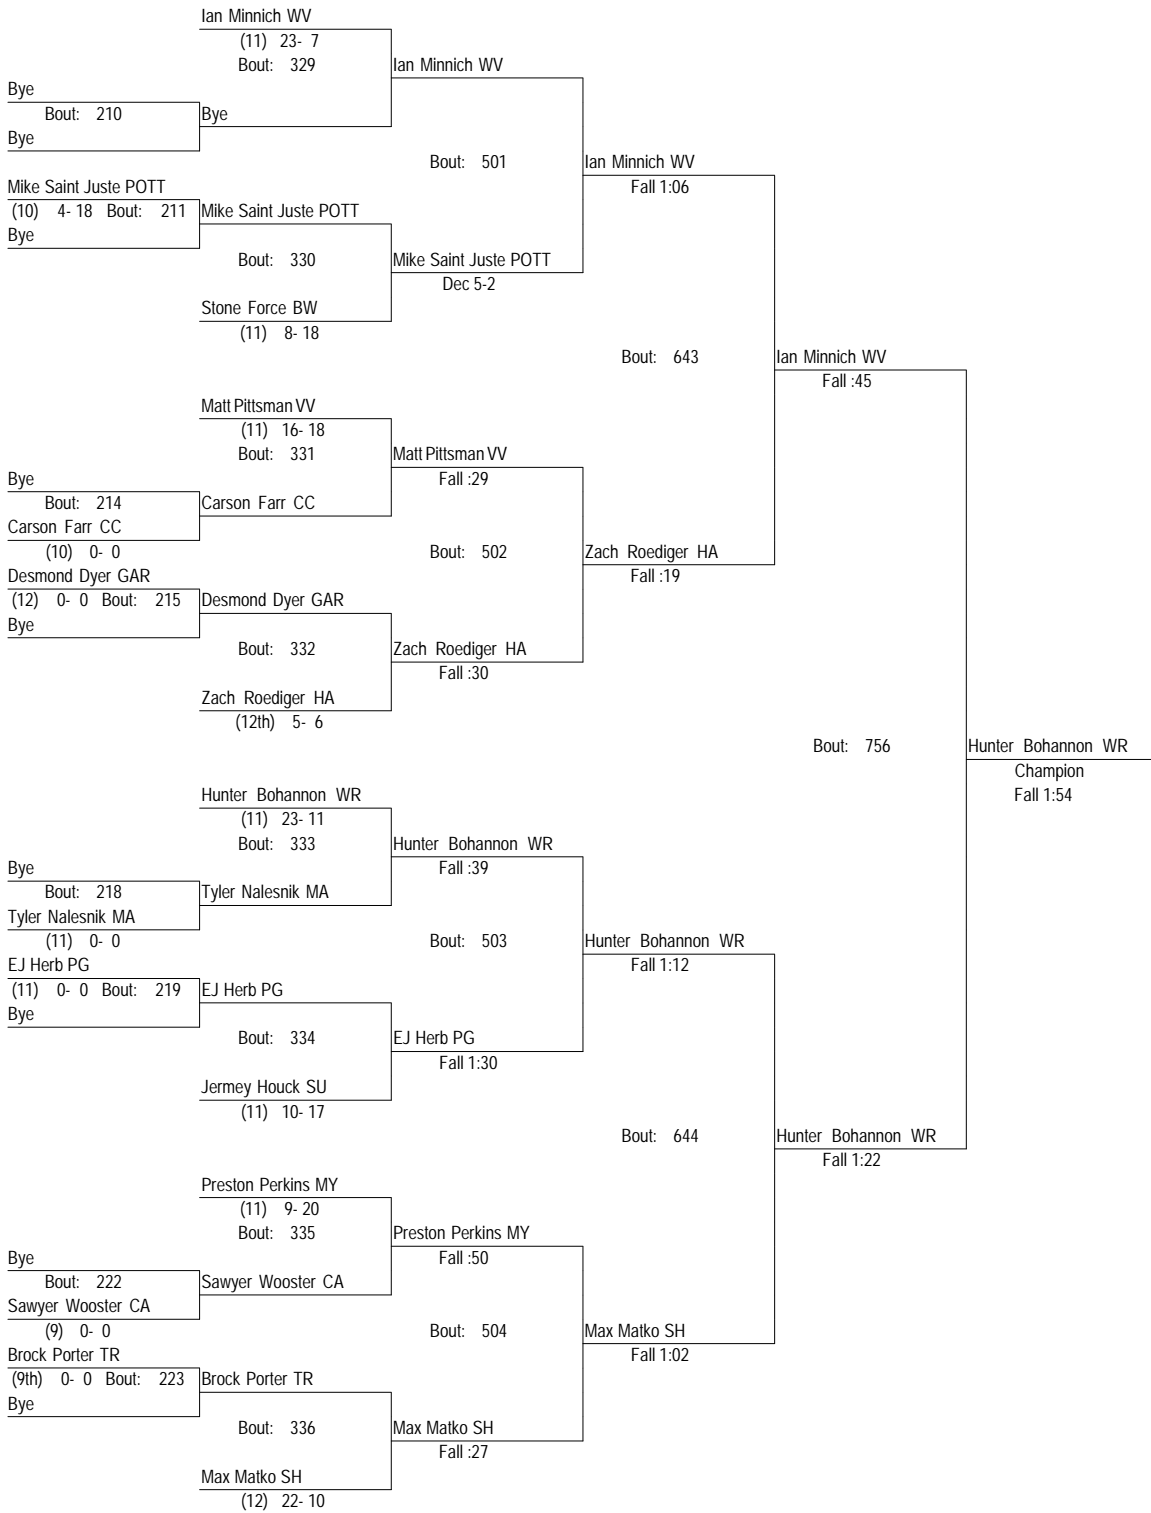 Ian Minnich WV
(11) 23- 7
Bout: 329
Ian Minnich WV
Bye
Bout: 210
Bye
Bye
Bout: 501
Ian Minnich WV
Fall 1:06
Mike Saint Juste POTT
(10) 4- 18 Bout: 211
Mike Saint Juste POTT
Bye
Bout: 330
Mike Saint Juste POTT
Dec 5-2
Stone Force BW
(11) 8- 18
Bout: 643
Ian Minnich WV
Fall :45
Matt Pittsman VV
(11) 16- 18
Bout: 331
Matt Pittsman VV
Fall :29
Bye
Bout: 214
Carson Farr CC
Carson Farr CC
(10) 0- 0
Bout: 502
Zach Roediger HA
Fall :19
Desmond Dyer GAR
(12) 0- 0 Bout: 215
Desmond Dyer GAR
Bye
Bout: 332
Zach Roediger HA
Fall :30
Zach Roediger HA
(12th) 5- 6
Bout: 756
Hunter Bohannon WR
Champion
Fall 1:54
Hunter Bohannon WR
(11) 23- 11
Bout: 333
Hunter Bohannon WR
Fall :39
Bye
Bout: 218
Tyler Nalesnik MA
Tyler Nalesnik MA
(11) 0- 0
Bout: 503
Hunter Bohannon WR
Fall 1:12
EJ Herb PG
(11) 0- 0 Bout: 219
EJ Herb PG
Bye
Bout: 334
EJ Herb PG
Fall 1:30
Jermey Houck SU
(11) 10- 17
Bout: 644
Hunter Bohannon WR
Fall 1:22
Preston Perkins MY
(11) 9- 20
Bout: 335
Preston Perkins MY
Fall :50
Bye
Bout: 222
Sawyer Wooster CA
Sawyer Wooster CA
(9) 0- 0
Bout: 504
Max Matko SH
Fall 1:02
Brock Porter TR
(9th) 0- 0 Bout: 223
Brock Porter TR
Bye
Bout: 336
Max Matko SH
Fall :27
Max Matko SH
(12) 22- 10